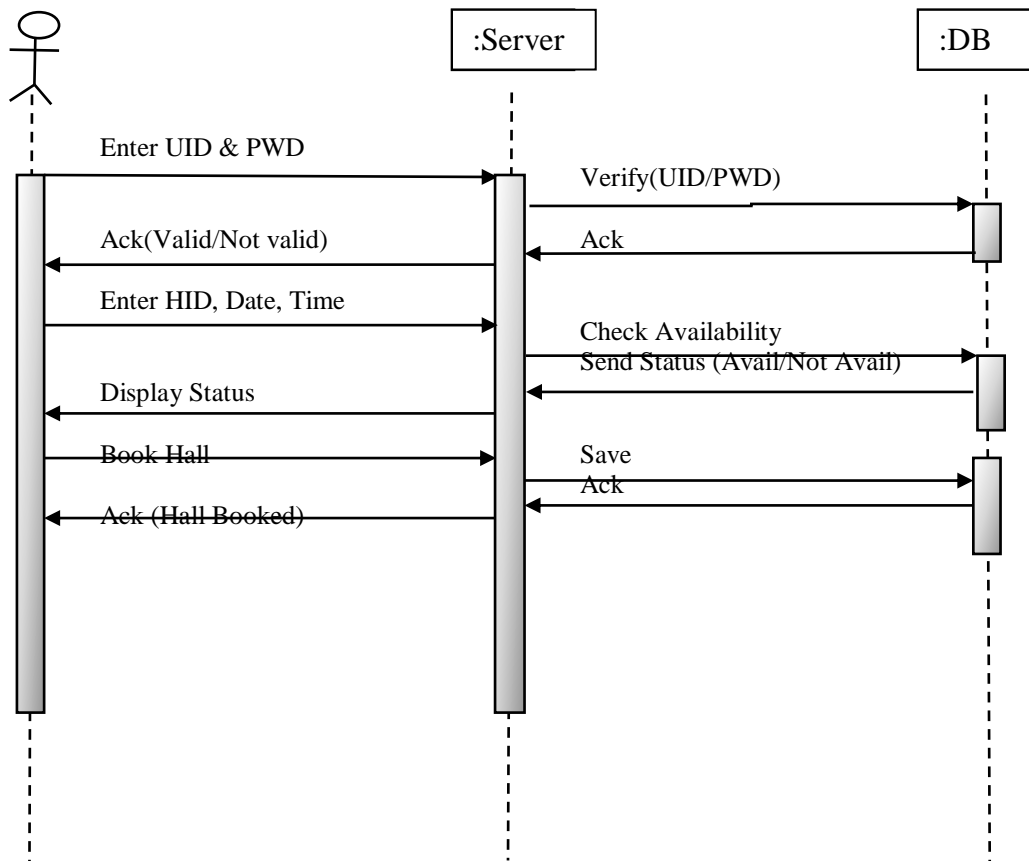 :Server
:DB
Enter UID & PWD
Verify(UID/PWD)
Ack(Valid/Not valid)
Ack
Enter HID, Date, Time
Check Availability
Send Status (Avail/Not Avail)
Display Status
Book Hall
Save
Ack
Ack (Hall Booked)